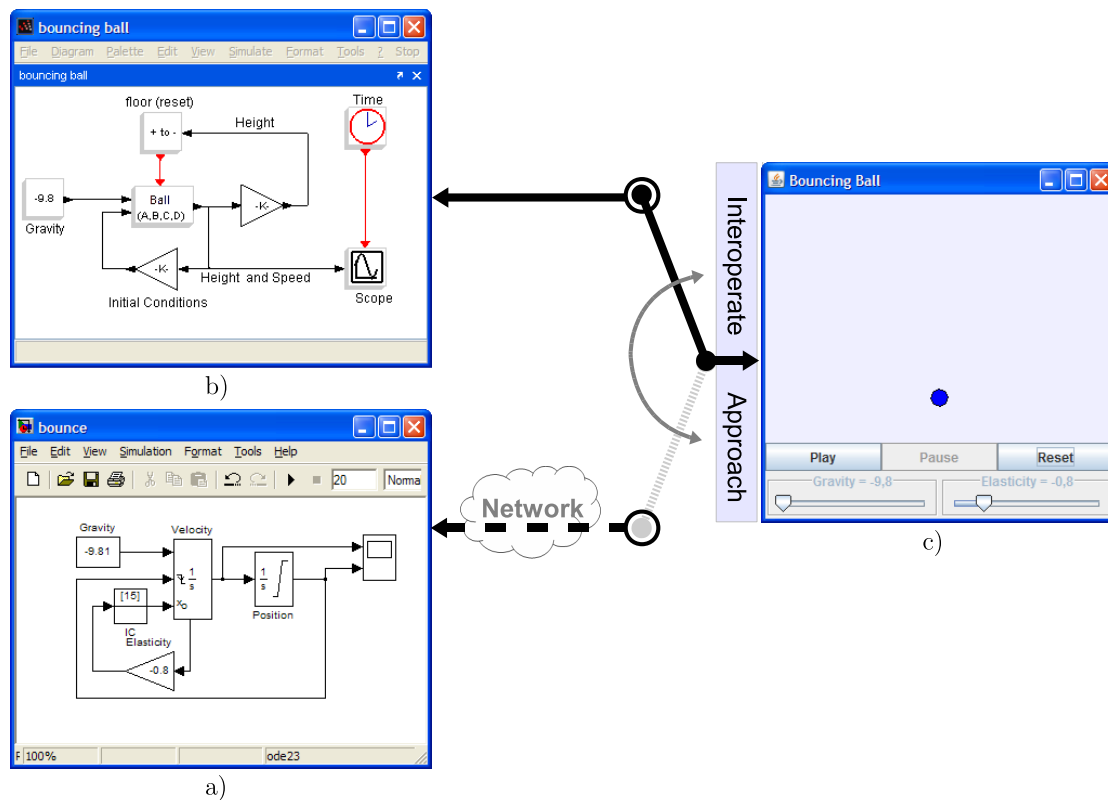 bouncing ball
File Diagram Palette Edit View Simulate Format Tools ? Stop
bouncing ball
floor (reset)
Time
+ to -
Height
-9.8
Ball
(A,B,C,D)
-K-
Gravity
-K-
Height and Speed
Initial Conditions
Scope
b)
bounce
File Edit View Simulation Format Tools Help
20
Norma
Gravity
Velocity
-9.81
1
s
1
s
[15]
xo
Position
IC
Elasticity
-0.8
F 100%
ode23
a)
Network
Interoperate
Approach
Bouncing Ball
Play Pause Reset
Gravity = -9,8
Elasticity = -0,8
c)